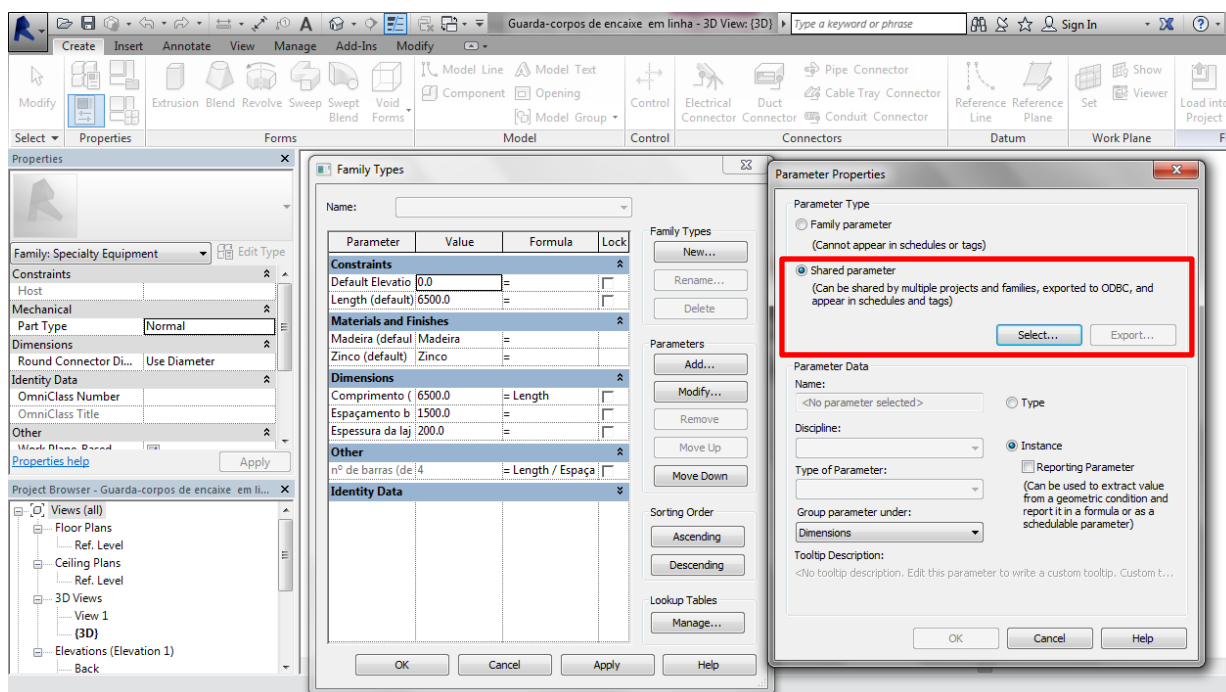 Guarda-corpos de encaixe em linha - 3D View: {3D}
Type a keyword or phrase
Sign In
Create Insert Annotate View Manage Add-Ins Modify
Modify
Extrusion Blend Revolve Sweep Swept Blend Void Forms
Model Line Model Text
Component Opening
Model Group
Control
Electrical Connector Duct Connector
Pipe Connector
Cable Tray Connector
Conduit Connector
Reference Line Reference Plane
Set
Show
Viewer
Load into Project
Select Properties Forms Model Control Connectors Datum Work Plane
Properties
Family: Specialty Equipment
Edit Type
Constraints
Host
Mechanical
Part Type Normal
Dimensions
Round Connector Di... Use Diameter
Identity Data
OmniClass Number
OmniClass Title
Other
Work Plane-Based
Properties help
Apply
Project Browser - Guarda-corpos de encaixe em li...
Views (all)
Floor Plans
Ref. Level
Ceiling Plans
Ref. Level
3D Views
View 1
{3D}
Elevations (Elevation 1)
Back
Family Types
Name:
Parameter Value Formula Lock
Constraints
Default Elevatio 0.0 =
Length (default) 6500.0 =
Materials and Finishes
Madeira (defaul Madeira =
Zinco (default) Zinco =
Dimensions
Comprimento ( 6500.0 = Length
Espaçamento b 1500.0 =
Espessura da laj 200.0 =
Other
nº de barras (de 4 = Length / Espaça
Identity Data
Family Types
New...
Rename...
Delete
Parameters
Add...
Modify...
Remove
Move Up
Move Down
Sorting Order
Ascending
Descending
Lookup Tables
Manage...
OK Cancel Apply Help
Parameter Properties
Parameter Type
Family parameter
(Cannot appear in schedules or tags)
Shared parameter
(Can be shared by multiple projects and families, exported to ODBC, and
appear in schedules and tags)
Select... Export...
Parameter Data
Name:
<No parameter selected>
Type
Discipline:
Instance
Reporting Parameter
Type of Parameter:
(Can be used to extract value
from a geometric condition and
report it in a formula or as a
schedulable parameter)
Group parameter under:
Dimensions
Tooltip Description:
<No tooltip description. Edit this parameter to write a custom tooltip. Custom t...
OK Cancel Help